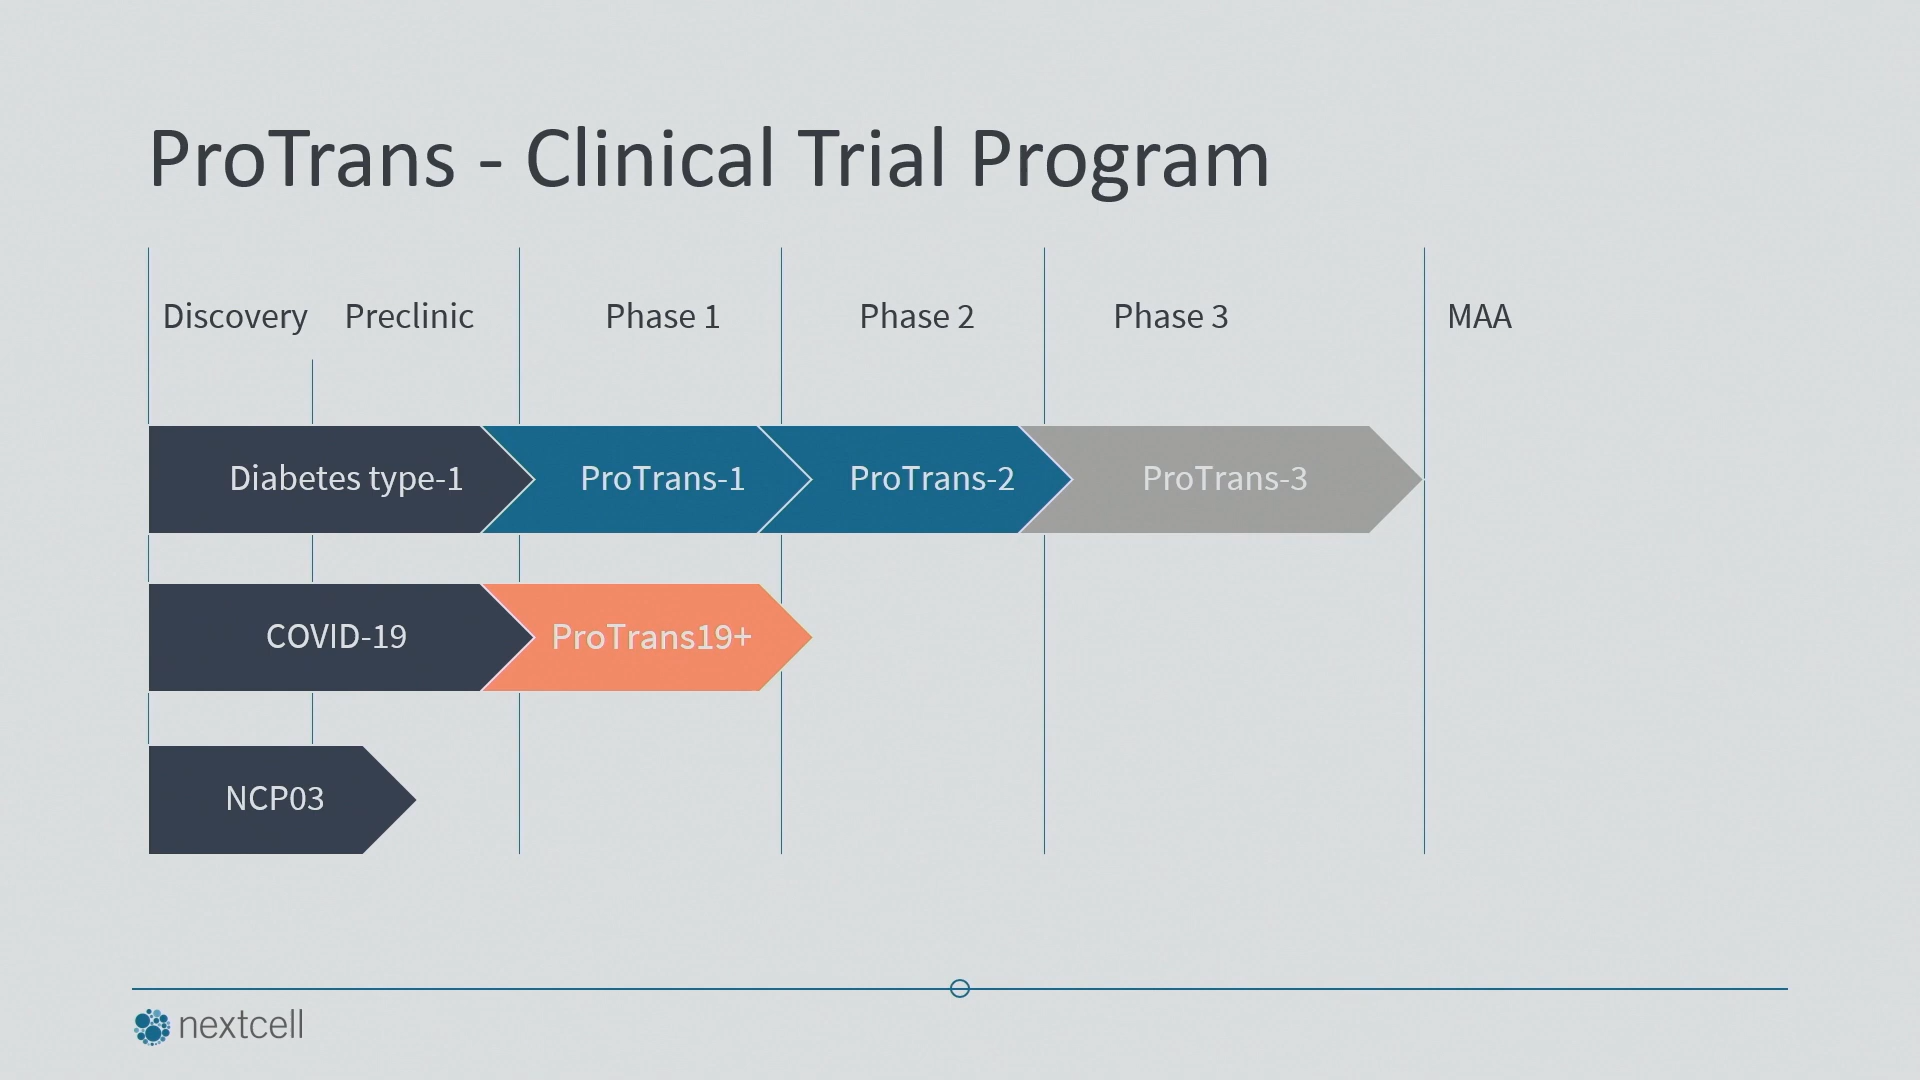 ProTrans - Clinical Trial Program
Discovery Preclinic Phase 1 Phase 2 Phase 3 MAA
Diabetes type-1 ProTrans-1 ProTrans-2 ProTrans-3
COVID-19 ProTrans19+
NCP03
nextcell